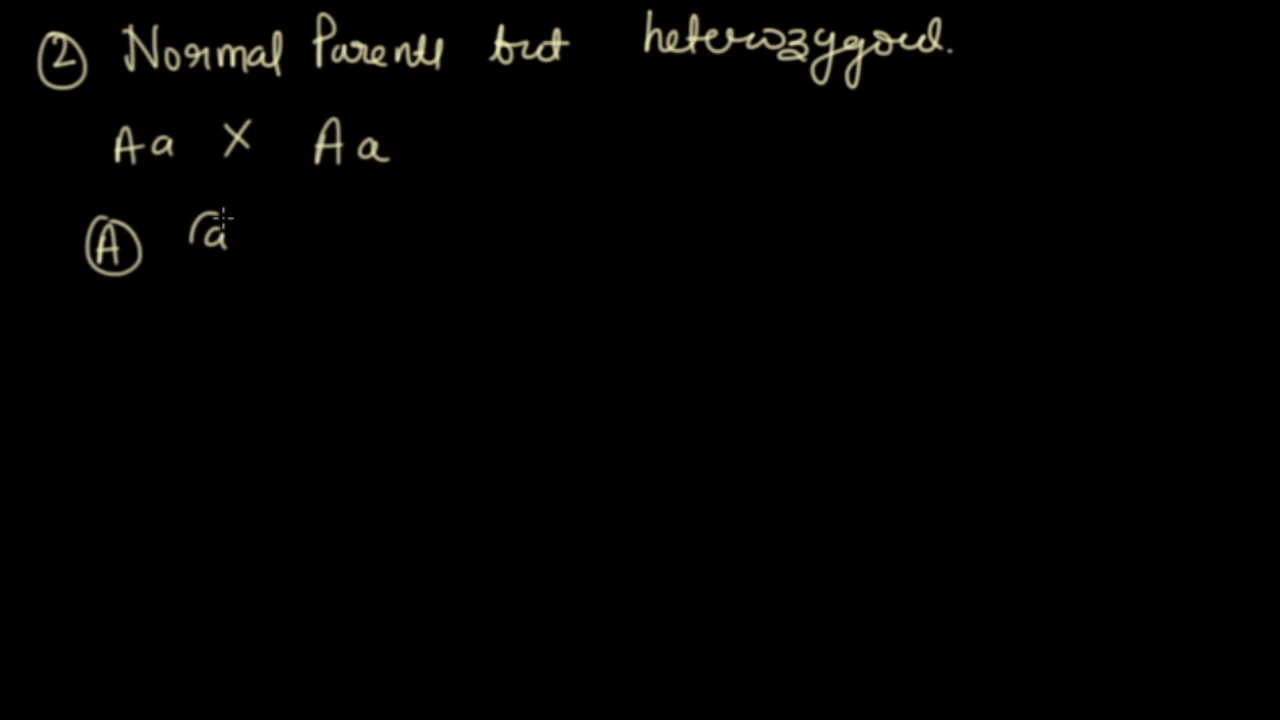 ② Normal Parents but heterozygous.
Aa × Aa
Ⓐ a